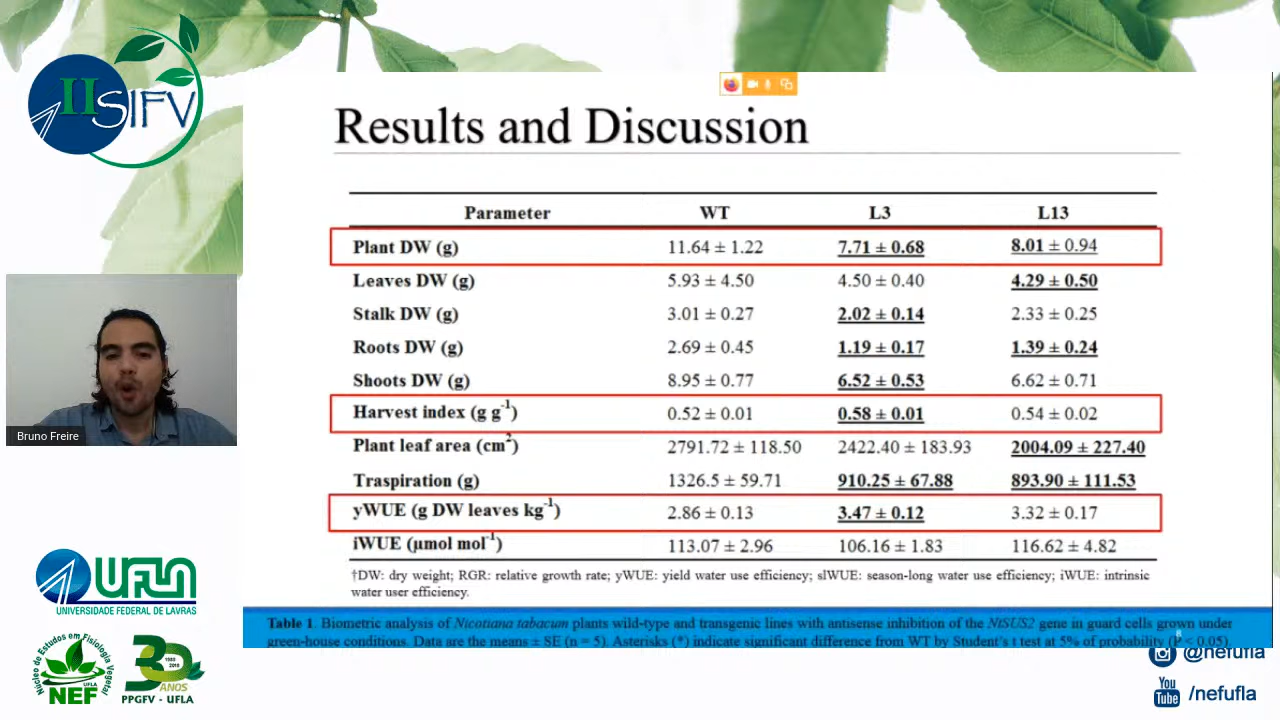 II
SIFV
Results and Discussion
Parameter WT L3 L13
Plant DW (g) 11.64 ± 1.22 7.71 ± 0.68 8.01 ± 0.94
Leaves DW (g) 5.93 ± 4.50 4.50 ± 0.40 4.29 ± 0.50
Stalk DW (g) 3.01 ± 0.27 2.02 ± 0.14 2.33 ± 0.25
Roots DW (g) 2.69 ± 0.45 1.19 ± 0.17 1.39 ± 0.24
Shoots DW (g) 8.95 ± 0.77 6.52 ± 0.53 6.62 ± 0.71
Harvest index (g g⁻¹) 0.52 ± 0.01 0.58 ± 0.01 0.54 ± 0.02
Plant leaf area (cm²) 2791.72 ± 118.50 2422.40 ± 183.93 2004.09 ± 227.40
Traspiration (g) 1326.5 ± 59.71 910.25 ± 67.88 893.90 ± 111.53
yWUE (g DW leaves kg⁻¹) 2.86 ± 0.13 3.47 ± 0.12 3.32 ± 0.17
iWUE (µmol mol⁻¹) 113.07 ± 2.96 106.16 ± 1.83 116.62 ± 4.82
†DW: dry weight; RGR: relative growth rate; yWUE: yield water use efficiency; slWUE: season-long water use efficiency; iWUE: intrinsic
water user efficiency.
Table 1. Biometric analysis of Nicotiana tabacum plants wild-type and transgenic lines with antisense inhibition of the NtSUS2 gene in guard cells grown under
green-house conditions. Data are the means ± SE (n = 5). Asterisks (*) indicate significant difference from WT by Student's t test at 5% of probability (P < 0.05).
Bruno Freire
UFLA
UNIVERSIDADE FEDERAL DE LAVRAS
Núcleo de Estudos em Fisiologia Vegetal
UFLA
NEF
30
1988
2018
ANOS
PPGFV - UFLA
@nefufla
You
Tube
/nefufla